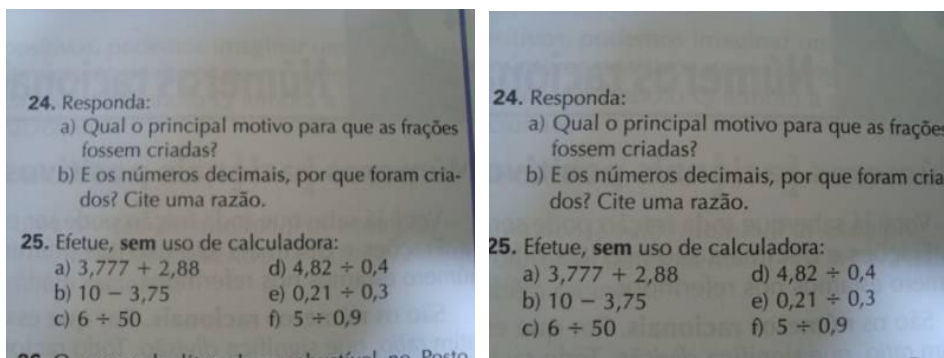 24. Responda:
a) Qual o principal motivo para que as frações
fossem criadas?
b) E os números decimais, por que foram cria-
dos? Cite uma razão.
25. Efetue, sem uso de calculadora:
a) 3,777 + 2,88 d) 4,82 ÷ 0,4
b) 10 − 3,75 e) 0,21 ÷ 0,3
c) 6 ÷ 50 f) 5 ÷ 0,9
24. Responda:
a) Qual o principal motivo para que as frações
fossem criadas?
b) E os números decimais, por que foram cria
dos? Cite uma razão.
25. Efetue, sem uso de calculadora:
a) 3,777 + 2,88 d) 4,82 ÷ 0,4
b) 10 − 3,75 e) 0,21 ÷ 0,3
c) 6 ÷ 50 f) 5 ÷ 0,9